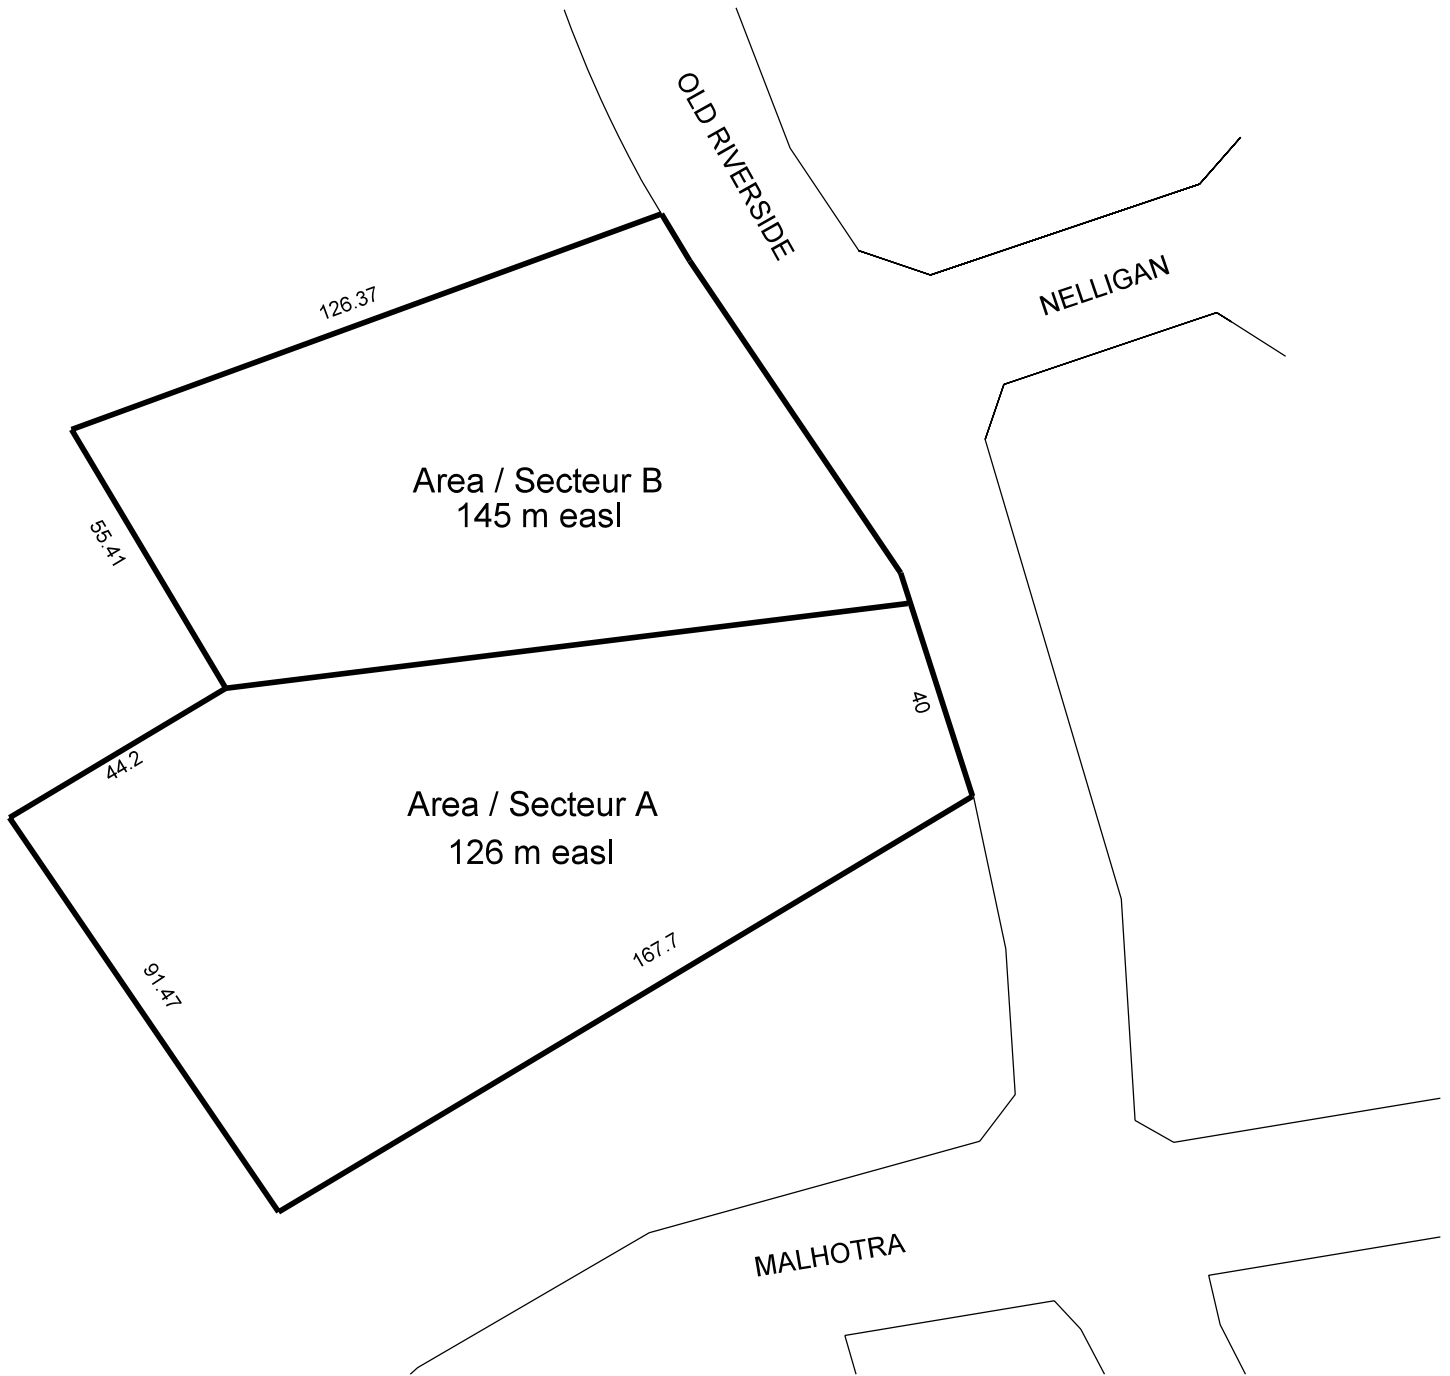 OLD RIVERSIDE
NELLIGAN
126.37
Area / Secteur B
145 m easl
55.41
40
44.2
Area / Secteur A
126 m easl
167.7
91.47
MALHOTRA